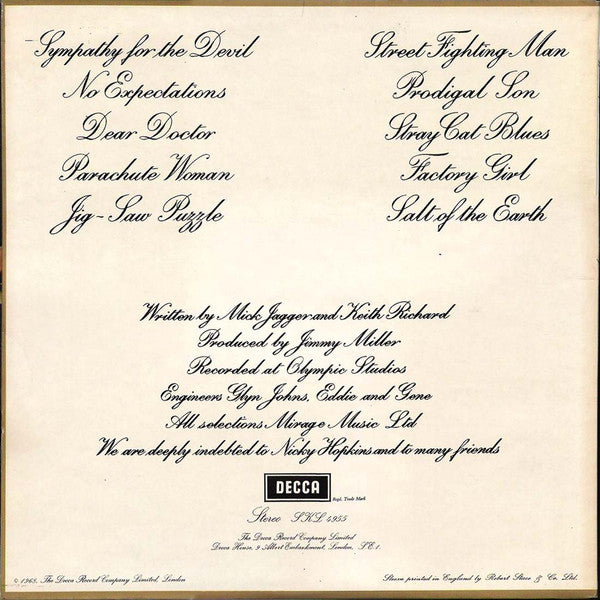 Sympathy for the Devil
No Expectations
Dear Doctor
Parachute Woman
Jig-Saw Puzzle
Street Fighting Man
Prodigal Son
Stray Cat Blues
Factory Girl
Salt of the Earth
Written by Mick Jagger and Keith Richard
Produced by Jimmy Miller
Recorded at Olympic Studios
Engineers Glyn Johns, Eddie and Gene
All selections Mirage Music Ltd
We are deeply indebted to Nicky Hopkins and to many friends
DECCA
Regd. Trade Mark
Stereo SKL 4955
The Decca Record Company Limited
Decca House, 9 Albert Embankment, London, S.E.1.
© 1968, The Decca Record Company Limited, London
Sleeve printed in England by Robert Stace & Co. Ltd.